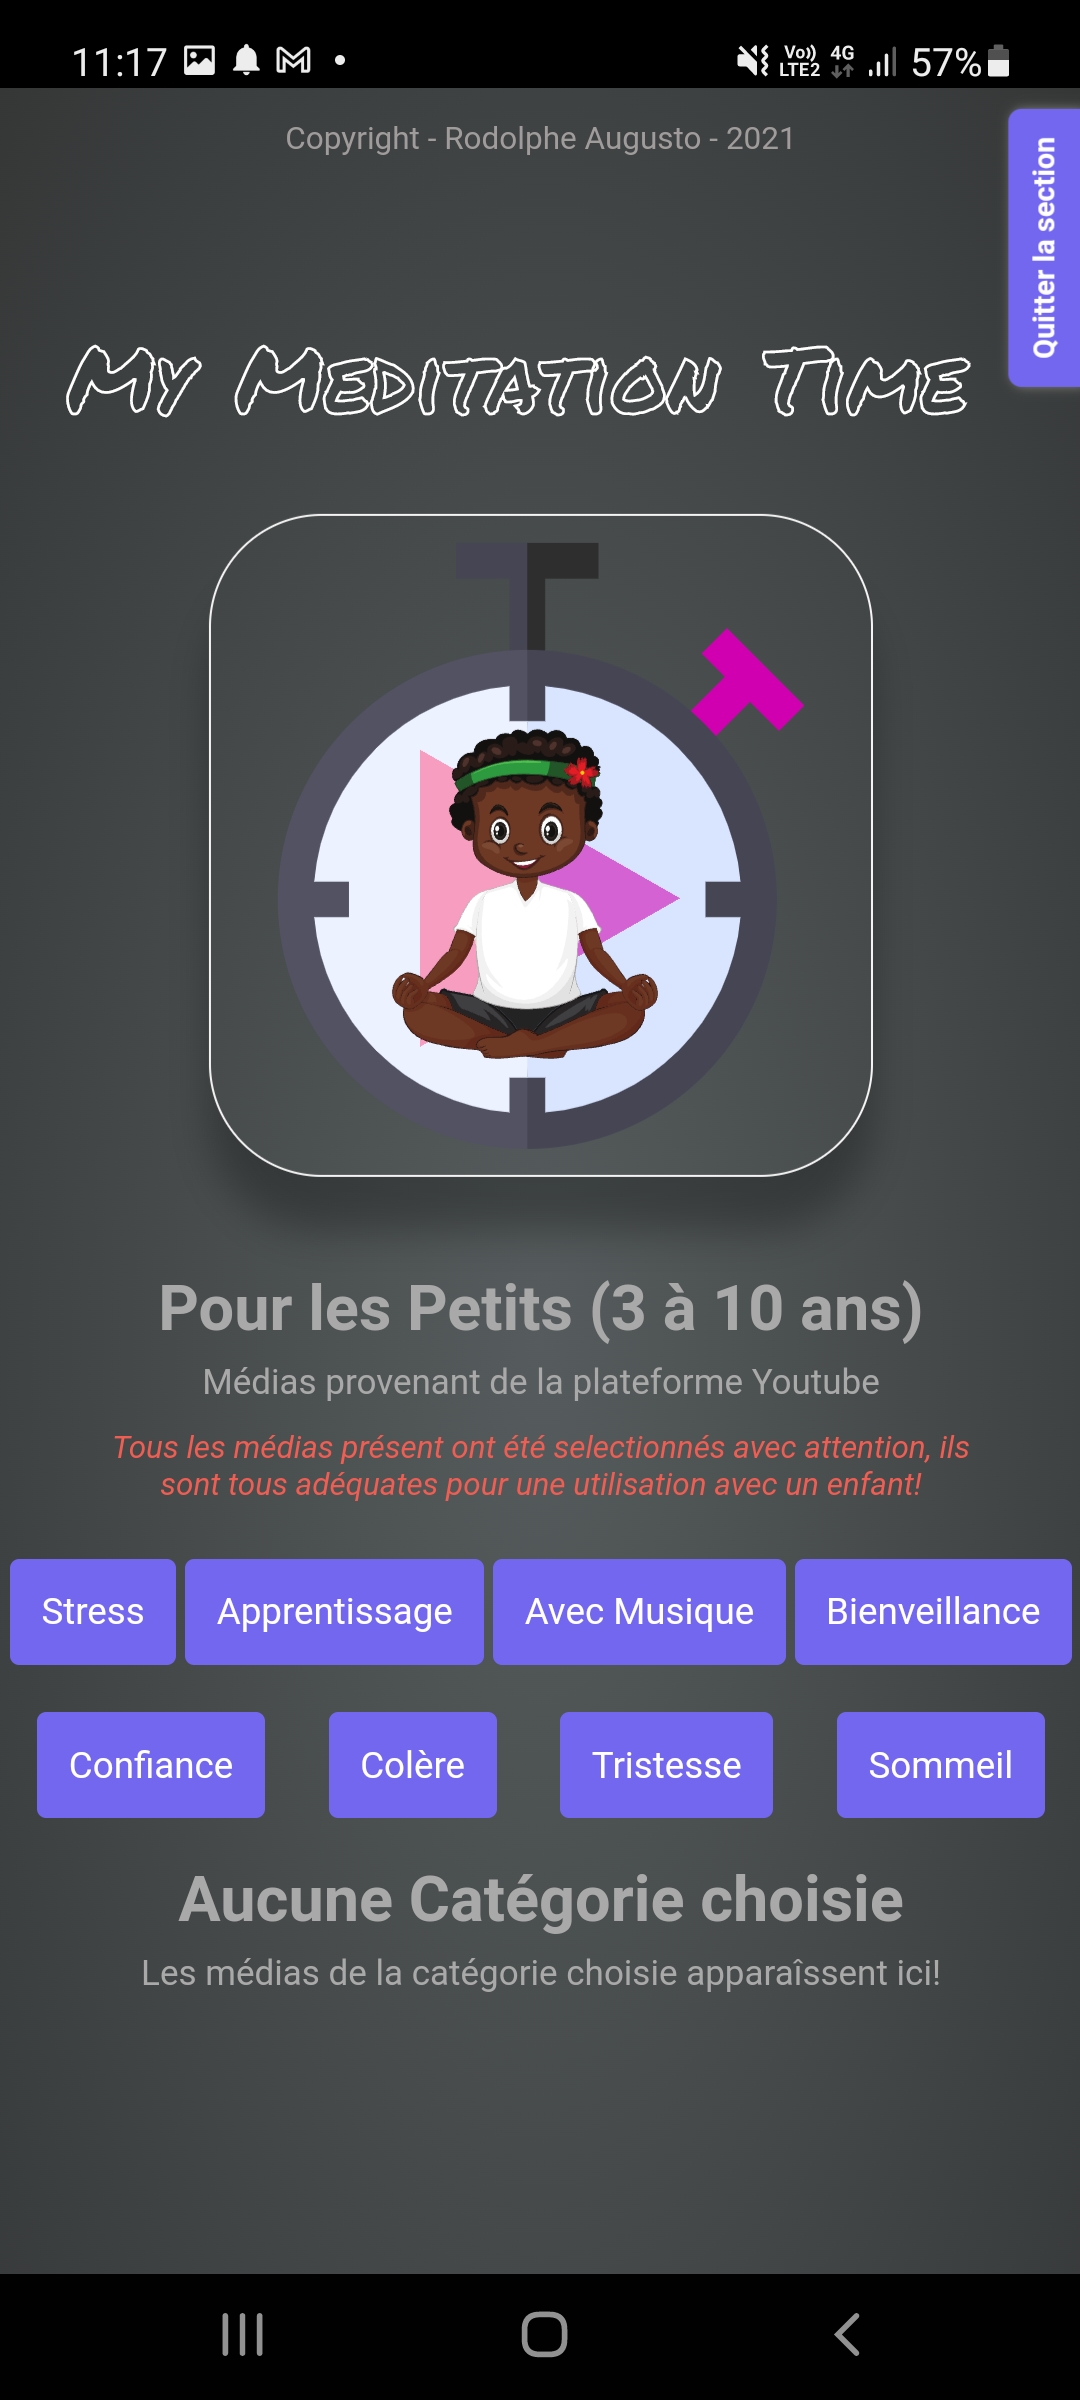 11:17 Vo)) LTE2 4G 57%
Copyright - Rodolphe Augusto - 2021
Quitter la section
My Meditation Time
Pour les Petits (3 à 10 ans)
Médias provenant de la plateforme Youtube
Tous les médias présent ont été selectionnés avec attention, ils
sont tous adéquates pour une utilisation avec un enfant!
Stress Apprentissage Avec Musique Bienveillance
Confiance Colère Tristesse Sommeil
Aucune Catégorie choisie
Les médias de la catégorie choisie apparaîssent ici!